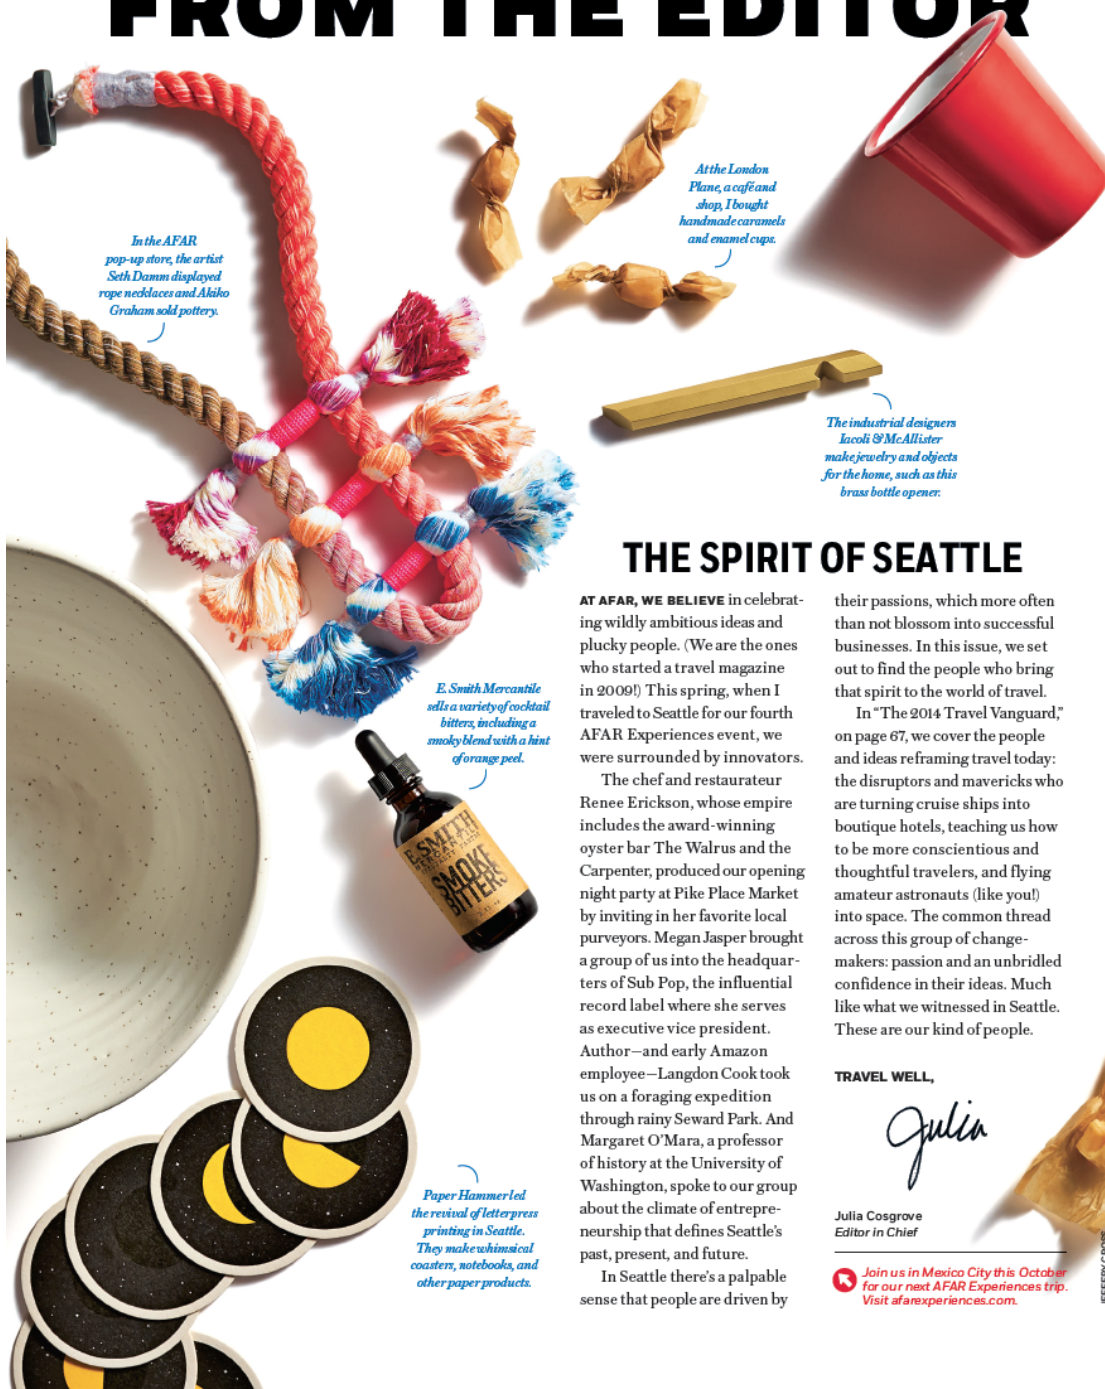 FROM THE EDITOR
At the London
Plane, a café and
shop, I bought
handmade caramels
and enamel cups.
In the AFAR
pop-up store, the artist
Seth Damm displayed
rope necklaces and Akiko
Graham sold pottery.
The industrial designers
Iacoli & McAllister
make jewelry and objects
for the home, such as this
brass bottle opener.
E. Smith Mercantile
sells a variety of cocktail
bitters, including a
smoky blend with a hint
of orange peel.
E. SMITH
MERCANTILE
SMOKE
BITTERS
Paper Hammer led
the revival of letterpress
printing in Seattle.
They make whimsical
coasters, notebooks, and
other paper products.
THE SPIRIT OF SEATTLE
AT AFAR, WE BELIEVE in celebrat-
ing wildly ambitious ideas and
plucky people. (We are the ones
who started a travel magazine
in 2009!) This spring, when I
traveled to Seattle for our fourth
AFAR Experiences event, we
were surrounded by innovators.
The chef and restaurateur
Renee Erickson, whose empire
includes the award-winning
oyster bar The Walrus and the
Carpenter, produced our opening
night party at Pike Place Market
by inviting in her favorite local
purveyors. Megan Jasper brought
a group of us into the headquar-
ters of Sub Pop, the influential
record label where she serves
as executive vice president.
Author—and early Amazon
employee—Langdon Cook took
us on a foraging expedition
through rainy Seward Park. And
Margaret O'Mara, a professor
of history at the University of
Washington, spoke to our group
about the climate of entrepre-
neurship that defines Seattle's
past, present, and future.
In Seattle there's a palpable
sense that people are driven by
their passions, which more often
than not blossom into successful
businesses. In this issue, we set
out to find the people who bring
that spirit to the world of travel.
In "The 2014 Travel Vanguard,"
on page 67, we cover the people
and ideas reframing travel today:
the disruptors and mavericks who
are turning cruise ships into
boutique hotels, teaching us how
to be more conscientious and
thoughtful travelers, and flying
amateur astronauts (like you!)
into space. The common thread
across this group of change-
makers: passion and an unbridled
confidence in their ideas. Much
like what we witnessed in Seattle.
These are our kind of people.
TRAVEL WELL,
Julia
Julia Cosgrove
Editor in Chief
Join us in Mexico City this October
for our next AFAR Experiences trip.
Visit afarexperiences.com.